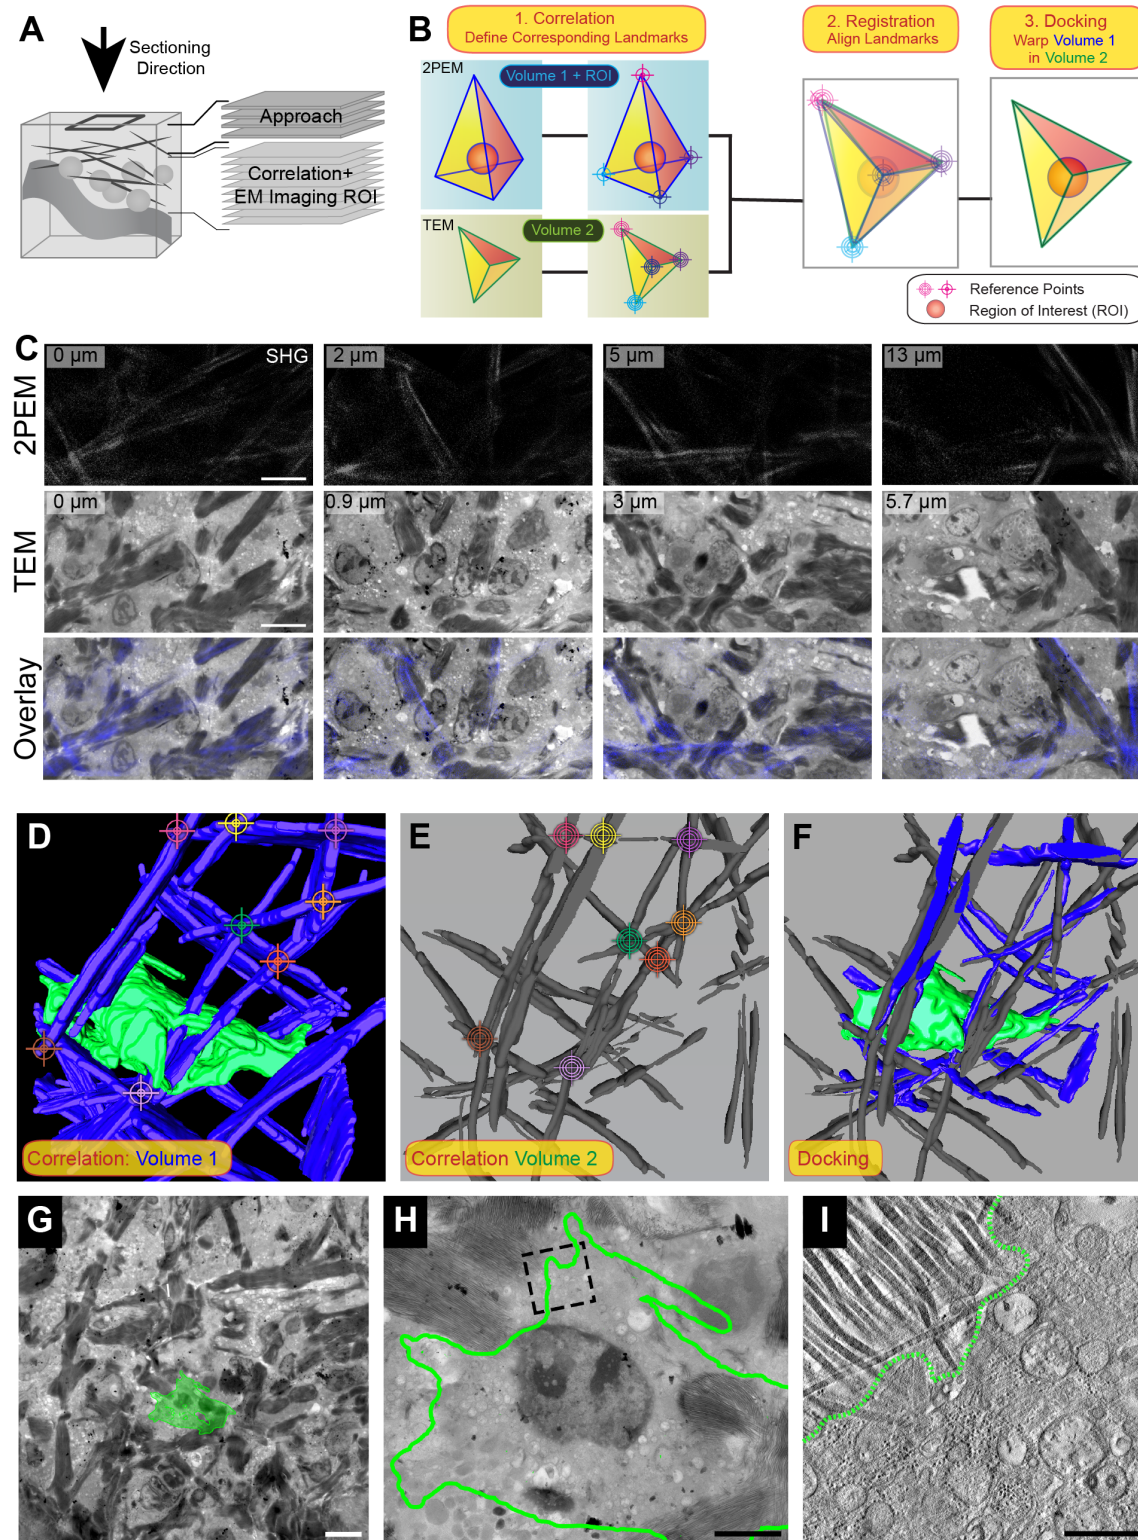 A
Sectioning
Direction
Approach
Correlation+
EM Imaging ROI
B
1. Correlation
Define Corresponding Landmarks
2. Registration
Align Landmarks
3. Docking
Warp Volume 1
in Volume 2
2PEM
Volume 1 + ROI
TEM
Volume 2
Reference Points
Region of Interest (ROI)
C
2PEM
0 µm
SHG
2 µm
5 µm
13 µm
TEM
0 µm
0.9 µm
3 µm
5.7 µm
Overlay
D
Correlation: Volume 1
E
Correlation Volume 2
F
Docking
G
H
I